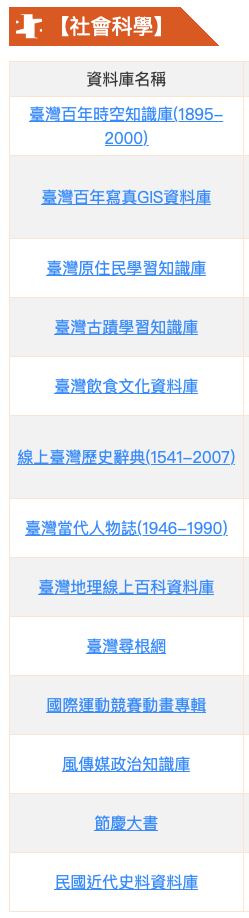 【社會科學】
資料庫名稱
臺灣百年時空知識庫(1895-
2000)
臺灣百年寫真GIS資料庫
臺灣原住民學習知識庫
臺灣古蹟學習知識庫
臺灣飲食文化資料庫
線上臺灣歷史辭典(1541-2007)
臺灣當代人物誌(1946-1990)
臺灣地理線上百科資料庫
臺灣尋根網
國際運動競賽動畫專輯
風傳媒政治知識庫
節慶大書
民國近代史料資料庫